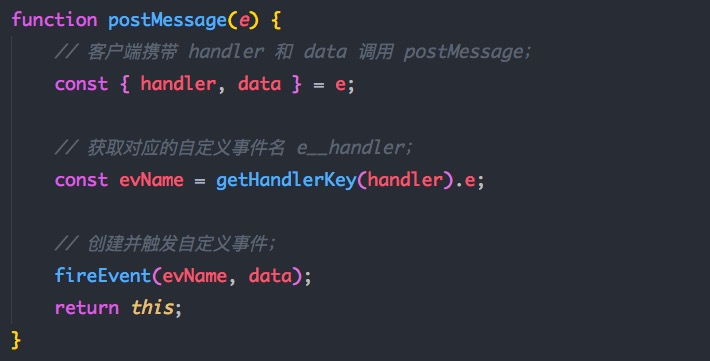 function postMessage(e) {
// 客户端携带 handler 和 data 调用 postMessage;
const { handler, data } = e;
// 获取对应的自定义事件名 e__handler;
const evName = getHandlerKey(handler).e;
// 创建并触发自定义事件;
fireEvent(evName, data);
return this;
}